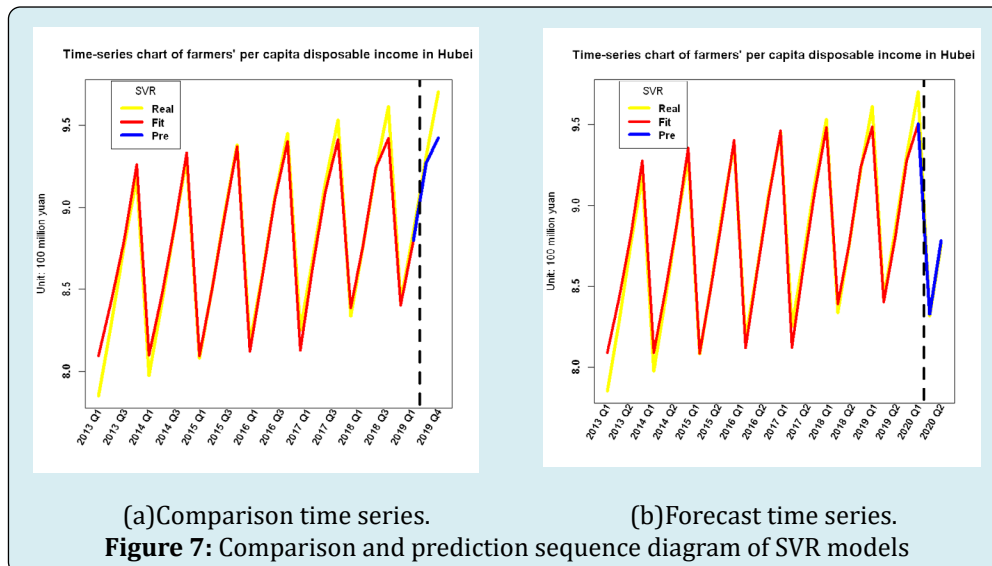 Time-series chart of farmers' per capita disposable income in Hubei
SVR
Real
Fit
Pre
Unit: 100 million yuan
9.5
9.0
8.5
8.0
2013 Q1
2013 Q3
2014 Q1
2014 Q3
2015 Q1
2015 Q3
2016 Q1
2016 Q3
2017 Q1
2017 Q3
2018 Q1
2018 Q3
2019 Q1
2019 Q4
Time-series chart of farmers' per capita disposable income in Hubei
SVR
Real
Fit
Pre
Unit: 100 million yuan
9.5
9.0
8.5
8.0
2013 Q1
2013 Q2
2014 Q1
2014 Q2
2015 Q1
2015 Q2
2016 Q1
2016 Q2
2017 Q1
2017 Q2
2018 Q1
2018 Q2
2019 Q1
2019 Q2
2020 Q1
2020 Q2
(a)Comparison time series.
(b)Forecast time series.
Figure 7: Comparison and prediction sequence diagram of SVR models